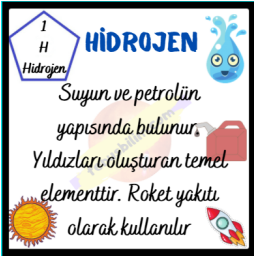 1
H
Hidrojen
HİDROJEN
Suyun ve petrolün
yapısında bulunur.
Yıldızları oluşturan temel
elementtir. Roket yakıtı
olarak kullanılır